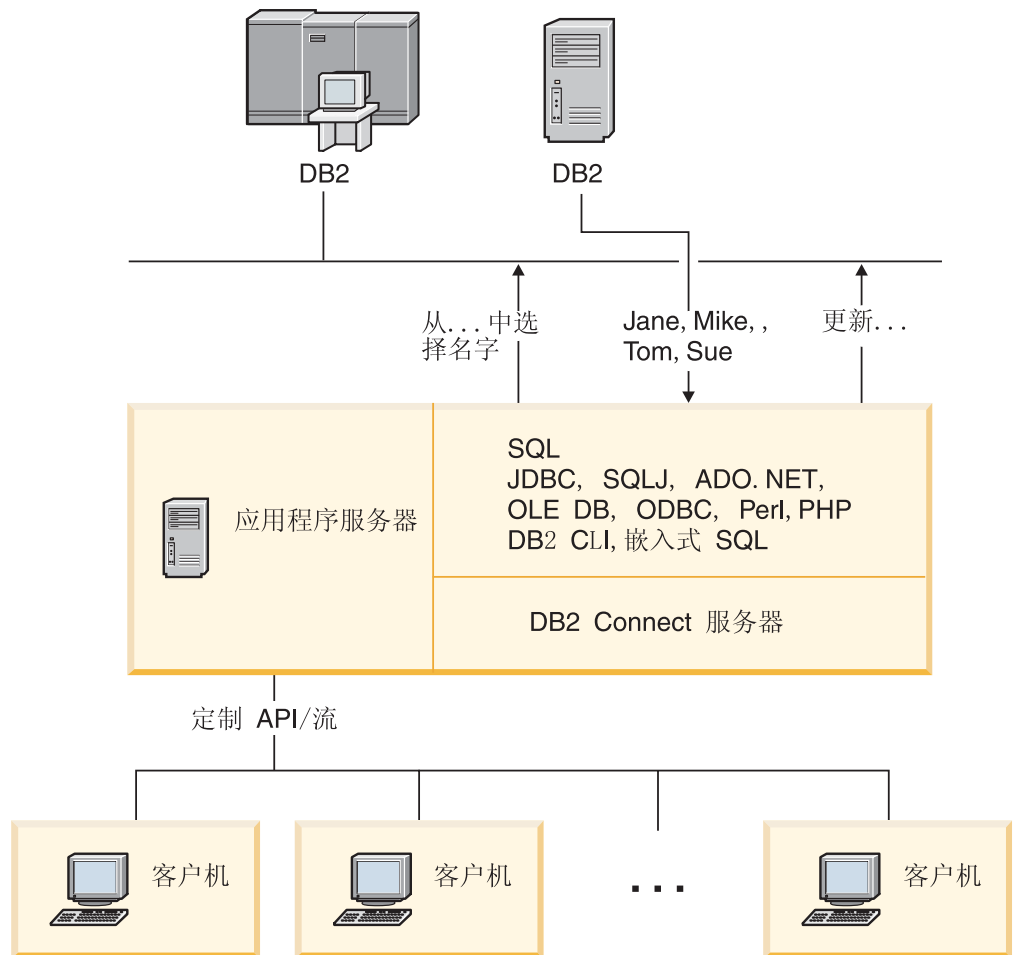 DB2
DB2
从...中选
择名字
Jane, Mike, ,
Tom, Sue
更新...
应用程序服务器
SQL
JDBC, SQLJ, ADO.NET,
OLE DB, ODBC, Perl, PHP
DB2 CLI, 嵌入式 SQL
DB2 Connect 服务器
定制 API/流
客户机
客户机
...
客户机